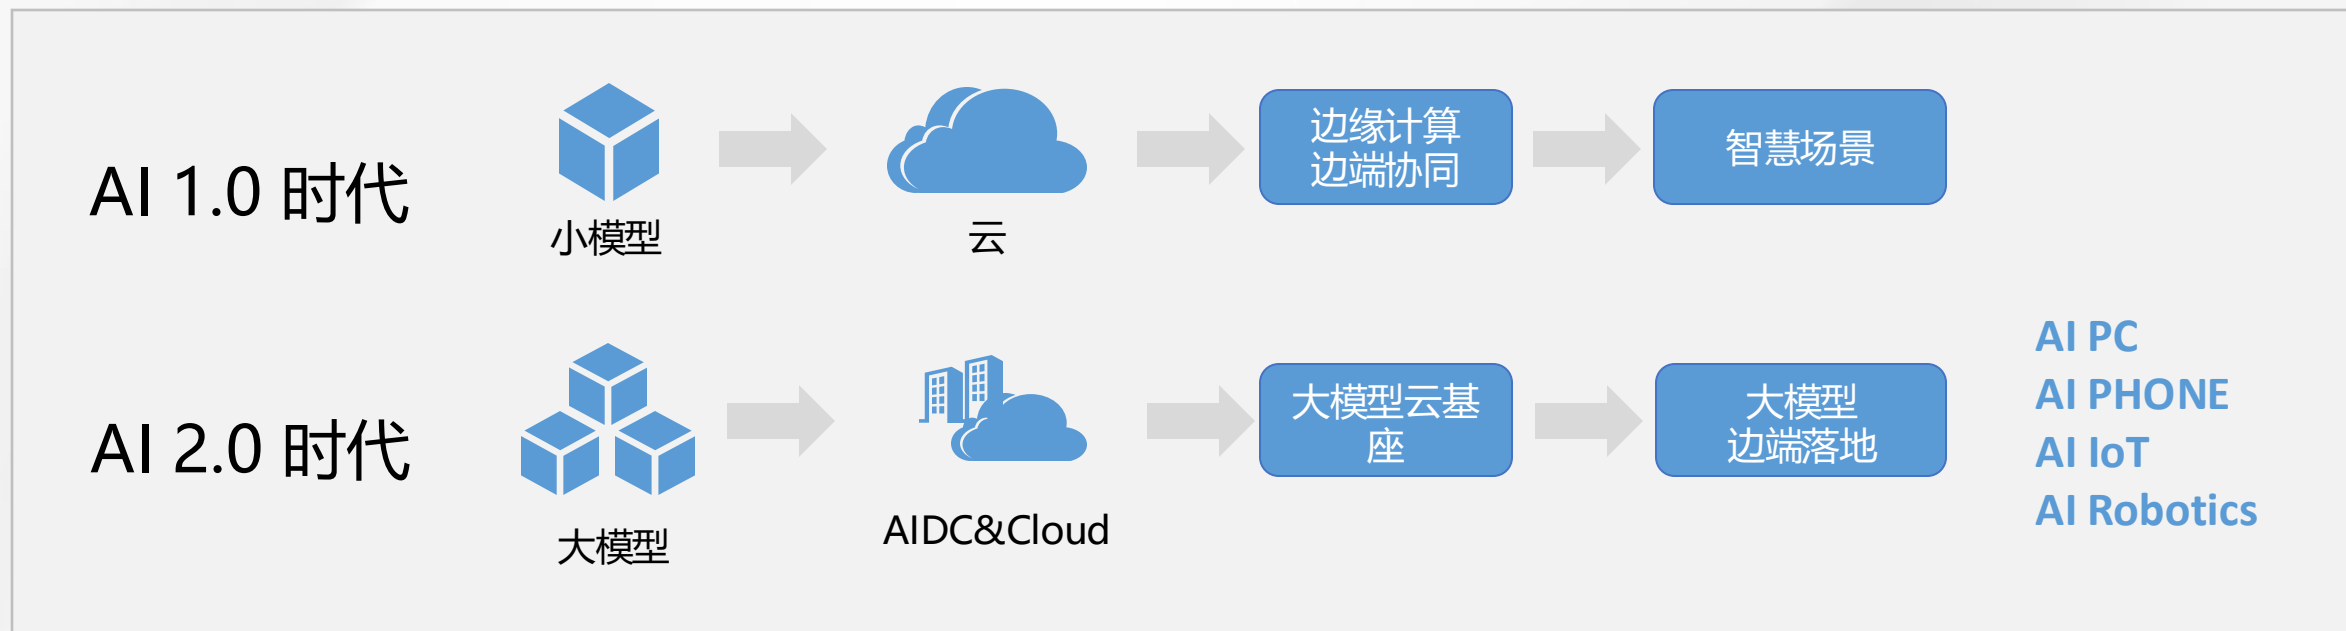 AI 1.0 时代
小模型
云
边缘计算
边端协同
智慧场景
AI 2.0 时代
大模型
AIDC&Cloud
大模型云基
座
大模型
边端落地
AI PC
AI PHONE
AI IoT
AI Robotics